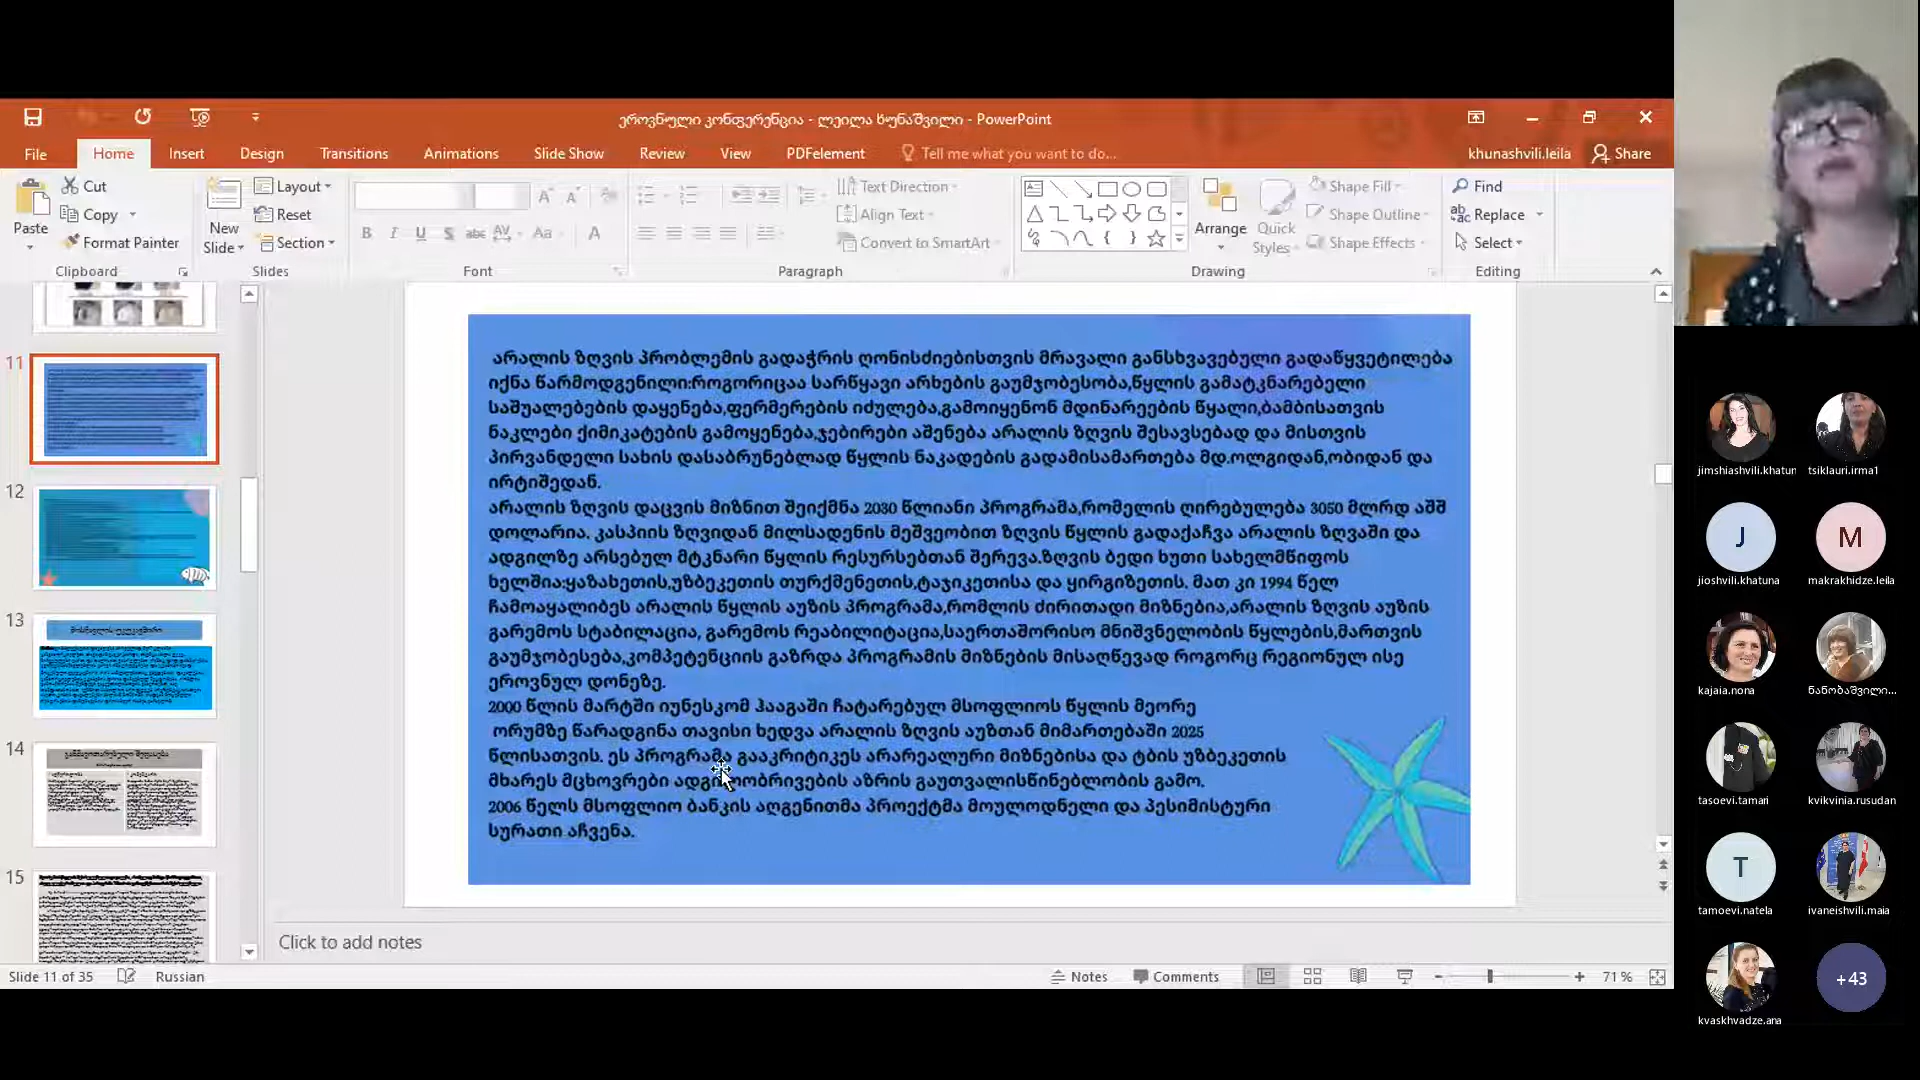 ეროვნული კონფერენცია - ლეილა ხუნაშვილი - PowerPoint
File Home Insert Design Transitions Animations Slide Show Review View PDFelement Tell me what you want to do... khunashvili.leila Share
Paste Cut Copy Format Painter Clipboard
New Slide Layout Reset Section Slides
Font
Text Direction Align Text Convert to SmartArt Paragraph
Arrange Quick Styles Shape Fill Shape Outline Shape Effects Drawing
Find Replace Select Editing
11
12
13
14
15
არალის ზღვის პრობლემის გადაჭრის ღონისძიებისთვის მრავალი განსხვავებული გადაწყვეტილება
იქნა წარმოდგენილი:როგორიცაა სარწყავი არხების გაუმჯობესობა,წყლის გამატკნარებელი
საშუალებების დაყენება,ფერმერების იძულება,გამოიყენონ მდინარეების წყალი,ბამბისათვის
ნაკლები ქიმიკატების გამოყენება,ჯებირები აშენება არალის ზღვის შესავსებად და მისთვის
პირვანდელი სახის დასაბრუნებლად წყლის ნაკადების გადამისამართება მდ.ოლგიდან,ობიდან და
ირტიშედან.
არალის ზღვის დაცვის მიზნით შეიქმნა 2030 წლიანი პროგრამა,რომელის ღირებულება 3050 მლრდ აშშ
დოლარია. კასპიის ზღვიდან მილსადენის მეშვეობით ზღვის წყლის გადაქაჩვა არალის ზღვაში და
ადგილზე არსებულ მტკნარი წყლის რესურსებთან შერევა.ზღვის ბედი ხუთი სახელმწიფოს
ხელშია:ყაზახეთის,უზბეკეთის თურქმენეთის,ტაჯიკეთისა და ყირგიზეთის. მათ კი 1994 წელ
ჩამოაყალიბეს არალის წყლის აუზის პროგრამა,რომლის ძირითადი მიზნებია,არალის ზღვის აუზის
გარემოს სტაბილაცია, გარემოს რეაბილიტაცია,საერთაშორისო მნიშვნელობის წყლების,მართვის
გაუმჯობესება,კომპეტენციის გაზრდა პროგრამის მიზნების მისაღწევად როგორც რეგიონულ ისე
ეროვნულ დონეზე.
2000 წლის მარტში იუნესკომ ჰააგაში ჩატარებულ მსოფლიოს წყლის მეორე
ორუმზე წარადგინა თავისი ხედვა არალის ზღვის აუზთან მიმართებაში 2025
წლისათვის. ეს პროგრამა გააკრიტიკეს არარეალური მიზნებისა და ტბის უზბეკეთის
მხარეს მცხოვრები აზრის გაუთვალისწინებლობის გამო.
2006 წელს მსოფლიო ბანკის აღგენითმა პროექტმა მოულოდნელი და პესიმისტური
სურათი აჩვენა.
Click to add notes
Slide 11 of 35 Russian Notes Comments 71 %
jimshiashvili.khatun tsiklauri.irma1
J M
jioshvili.khatuna makrakhidze.leila
kajaia.nona ნანობაშვილი...
tasoevi.tamari kvikvinia.rusudan
T
tamoevi.natela ivaneishvili.maia
+43
kvaskhvadze.ana